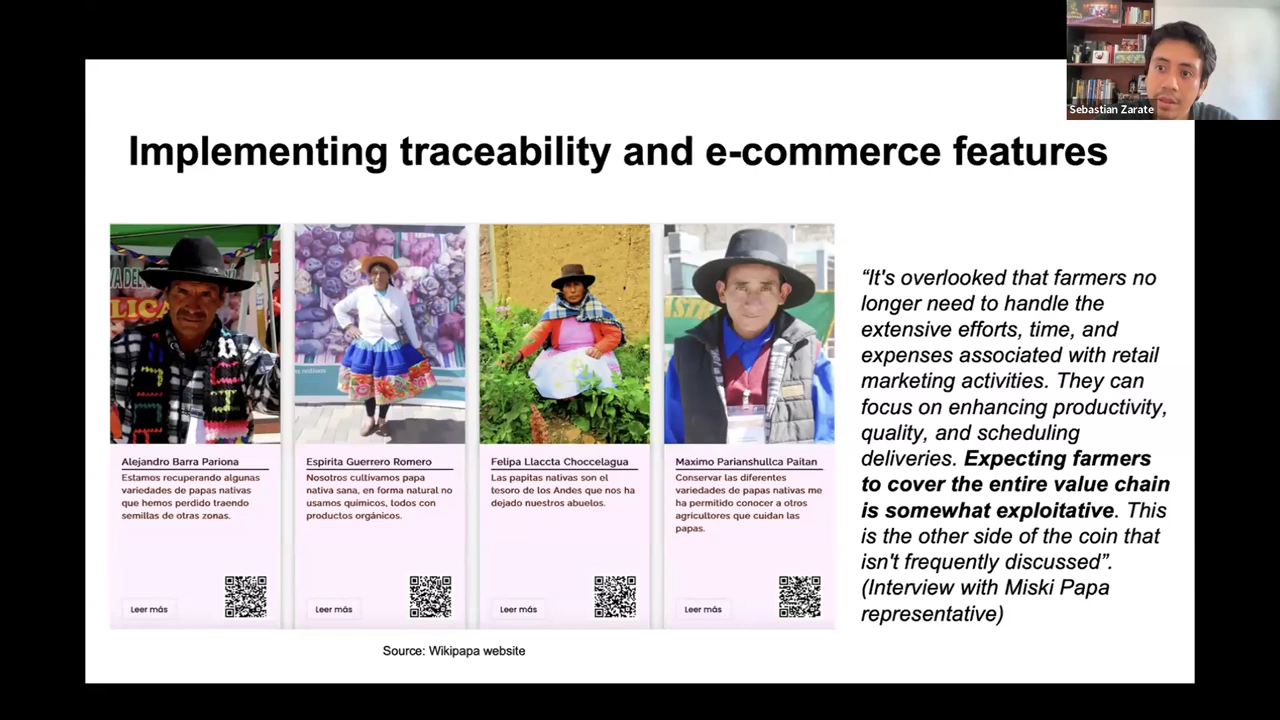 Sebastian Zarate
Implementing traceability and e-commerce features
Alejandro Barra Pariona
Estamos recuperando algunas
variedades de papas nativas
que hemos perdido traendo
semillas de otras zonas.
Leer más
Espirita Guerrero Romero
Nosotros cultivamos papa
nativa sana, en forma natural no
usamos químicos, todos con
productos orgánicos.
Leer más
Felipa Llaccta Choccelagua
Las papitas nativas son el
tesoro de los Andes que nos ha
dejado nuestros abuelos.
Leer más
Maximo Parianshullca Paitan
Conservar las diferentes
variedades de papas nativas me
ha permitido conocer a otros
agricultores que cuidan las
papas.
Leer más
Source: Wikipapa website
“It's overlooked that farmers no
longer need to handle the
extensive efforts, time, and
expenses associated with retail
marketing activities. They can
focus on enhancing productivity,
quality, and scheduling
deliveries. Expecting farmers
to cover the entire value chain
is somewhat exploitative. This
is the other side of the coin that
isn't frequently discussed”.
(Interview with Miski Papa
representative)